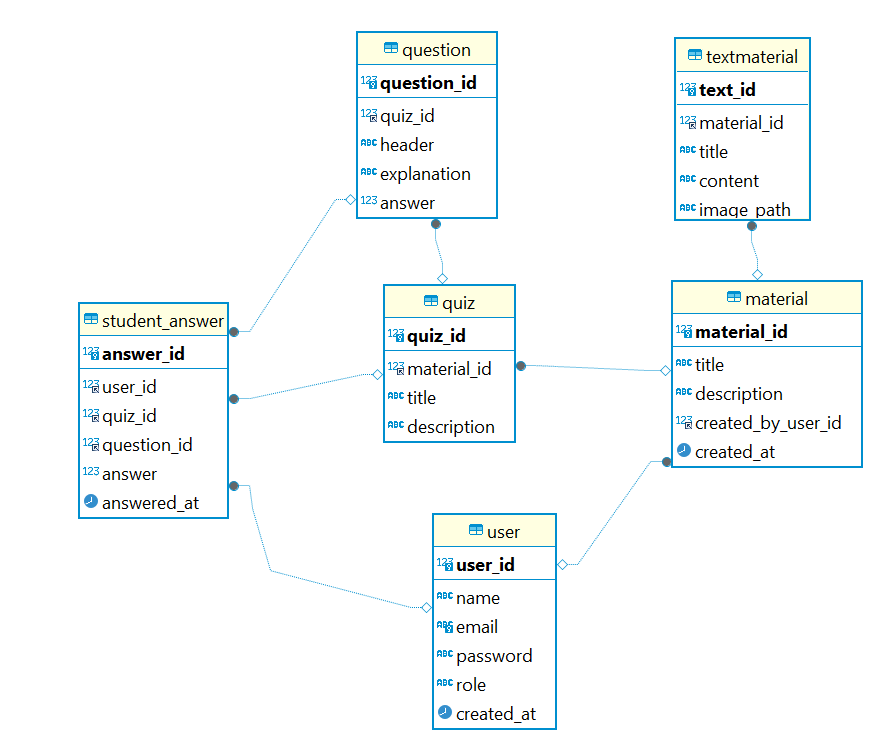 question
question_id
quiz_id
header
explanation
answer
textmaterial
text_id
material_id
title
content
image_path
student_answer
answer_id
user_id
quiz_id
question_id
answer
answered_at
quiz
quiz_id
material_id
title
description
material
material_id
title
description
created_by_user_id
created_at
user
user_id
name
email
password
role
created_at